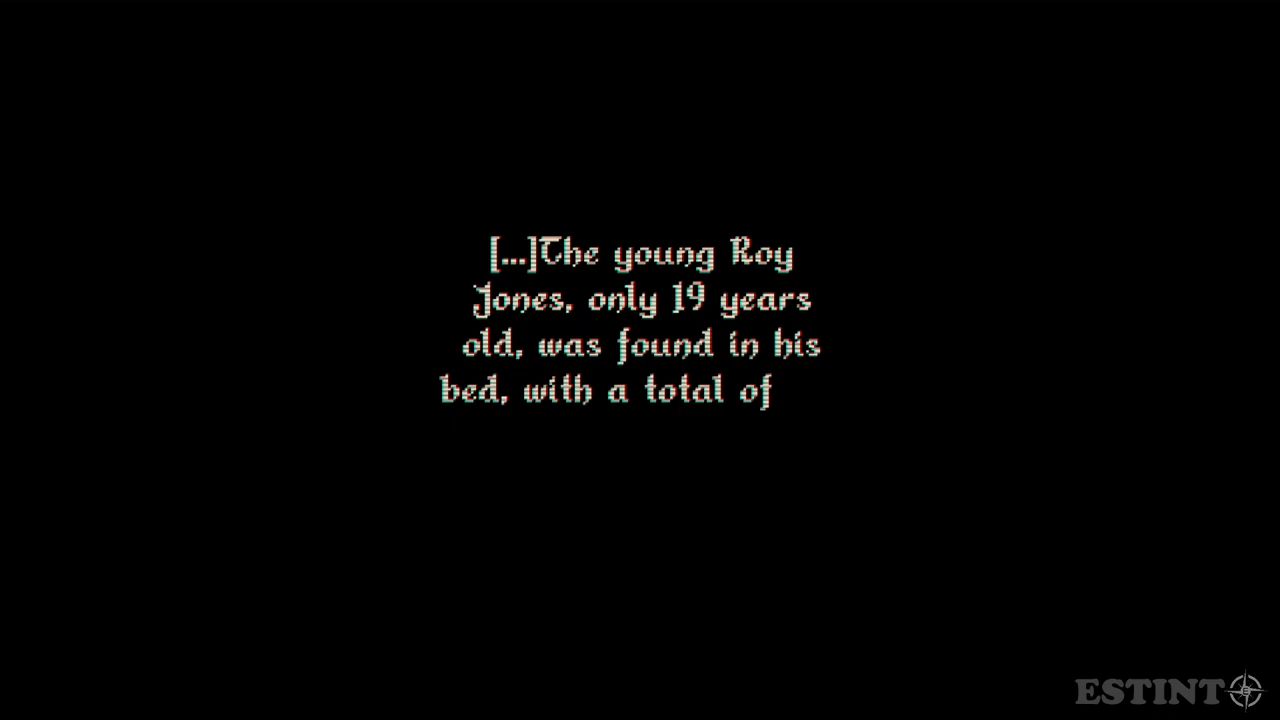 [...]The young Roy
Jones, only 19 years
old, was found in his
bed, with a total of
ESTINTO